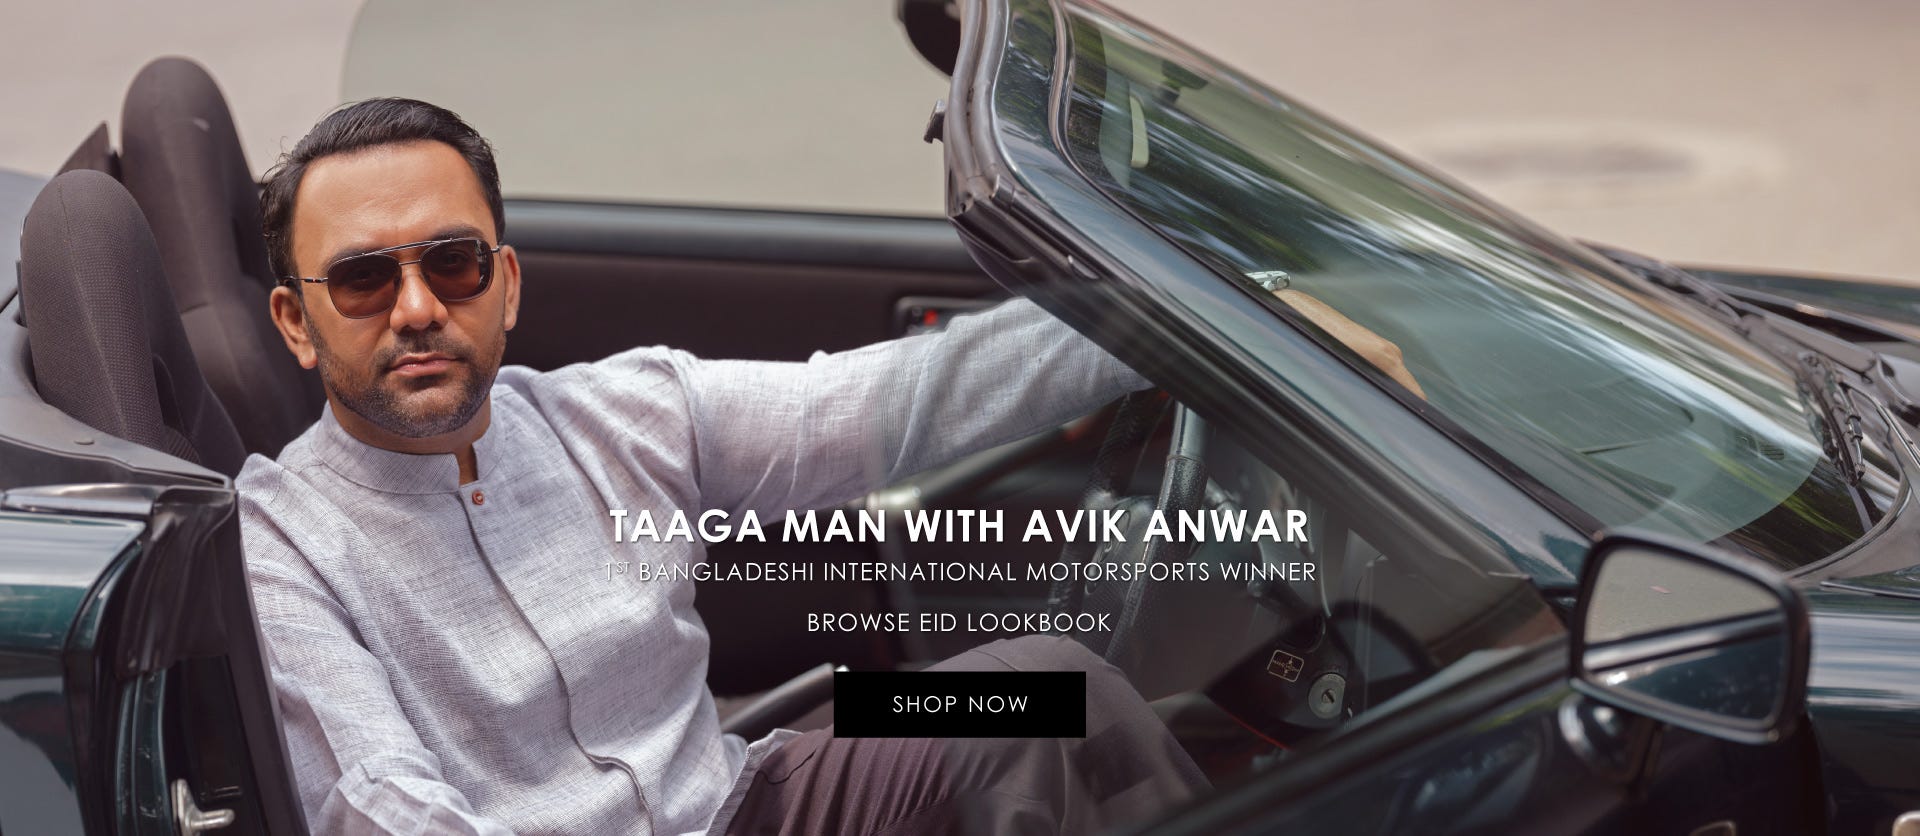 TAAGA MAN WITH AVIK ANWAR
1ST BANGLADESHI INTERNATIONAL MOTORSPORTS WINNER
BROWSE EID LOOKBOOK
SHOP NOW